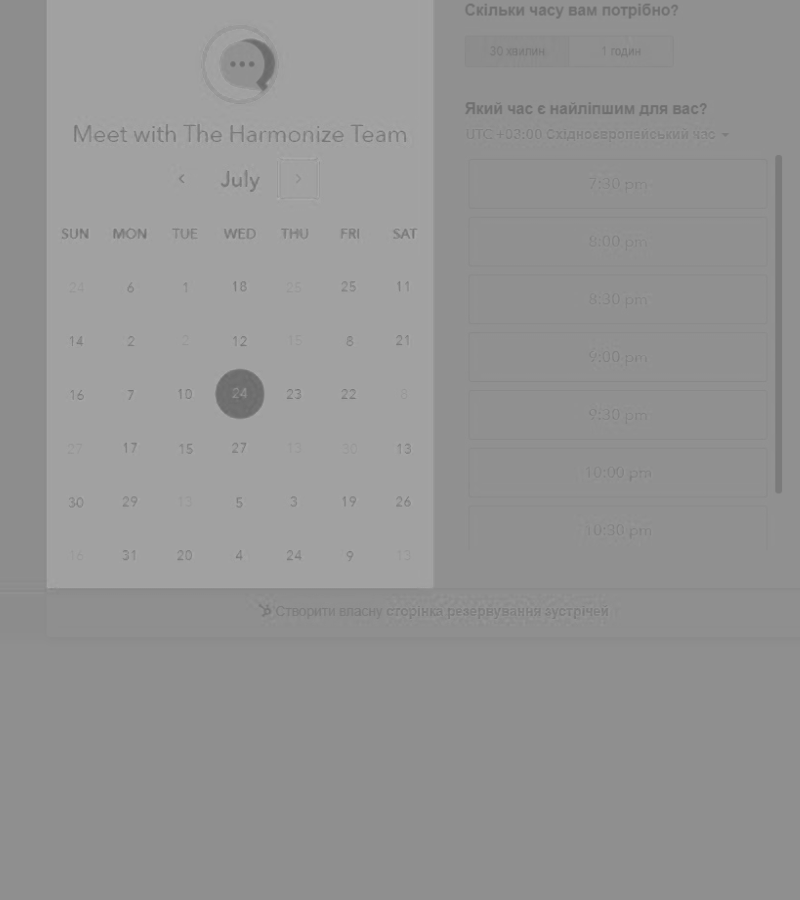 Meet with The Harmonize Team
July
SUN MON TUE WED THU FRI SAT
24 6 1 18 25 25 11
14 2 2 12 15 8 21
16 7 10 24 23 22 8
27 17 15 27 13 30 13
30 29 13 5 3 19 26
16 31 20 4 24 9 13
Скільки часу вам потрібно?
30 хвилин 1 годин
Який час є найліпшим для вас?
UTC +03:00 Східноєвропейський час
7:30 pm
8:00 pm
8:30 pm
9:00 pm
9:30 pm
10:00 pm
10:30 pm
Створити власну сторінка резервування зустрічей